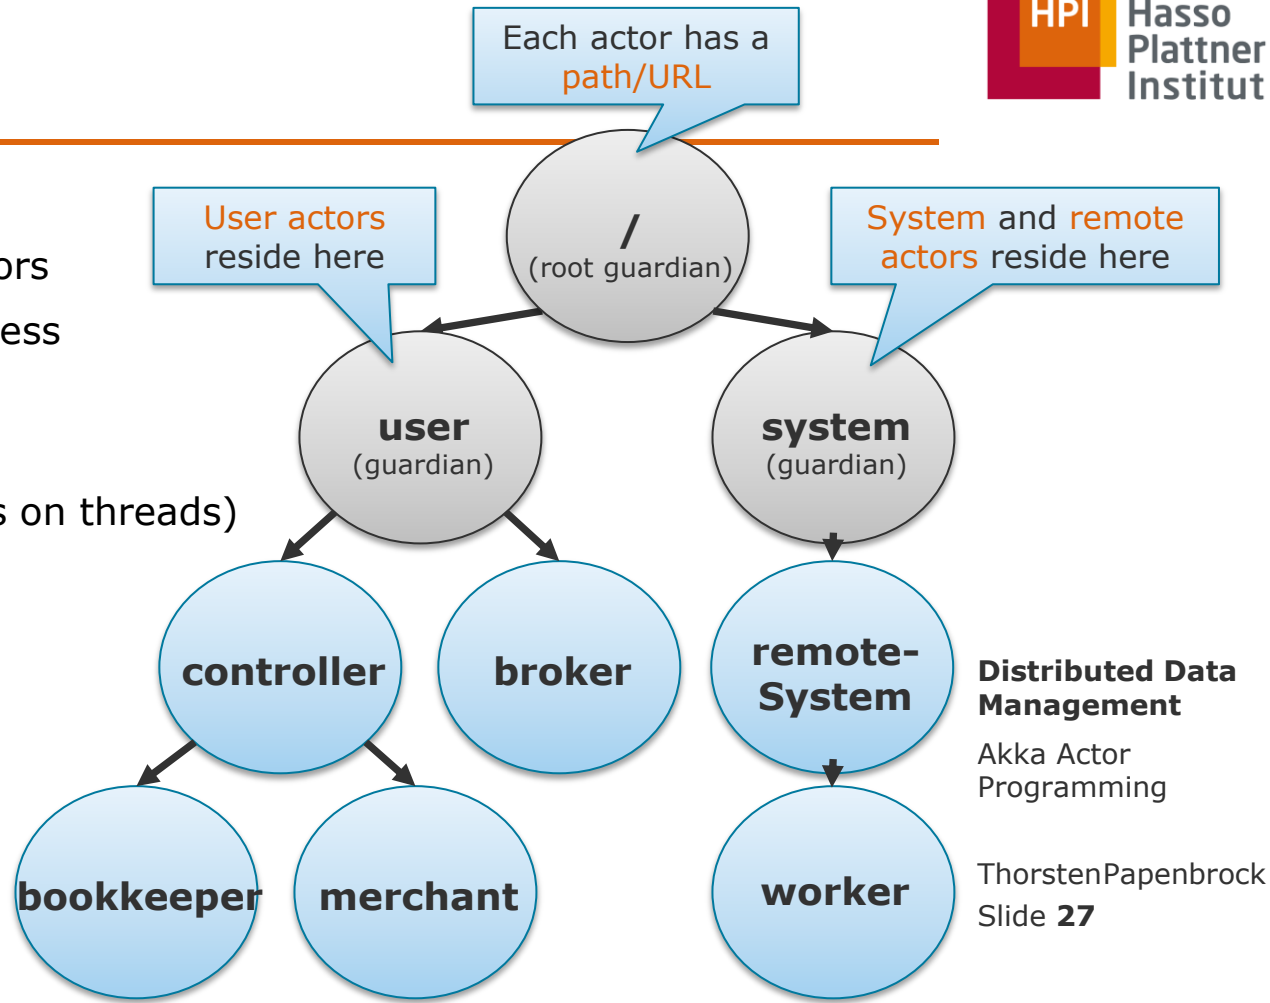 Each actor has a
path/URL
HPI
Hasso
Plattner
Institut
User actors
reside here
/
(root guardian)
System and remote
actors reside here
user
(guardian)
system
(guardian)
s on threads)
controller
broker
remote-
System
Distributed Data
Management
Akka Actor
Programming
bookkeeper
merchant
worker
ThorstenPapenbrock
Slide 27